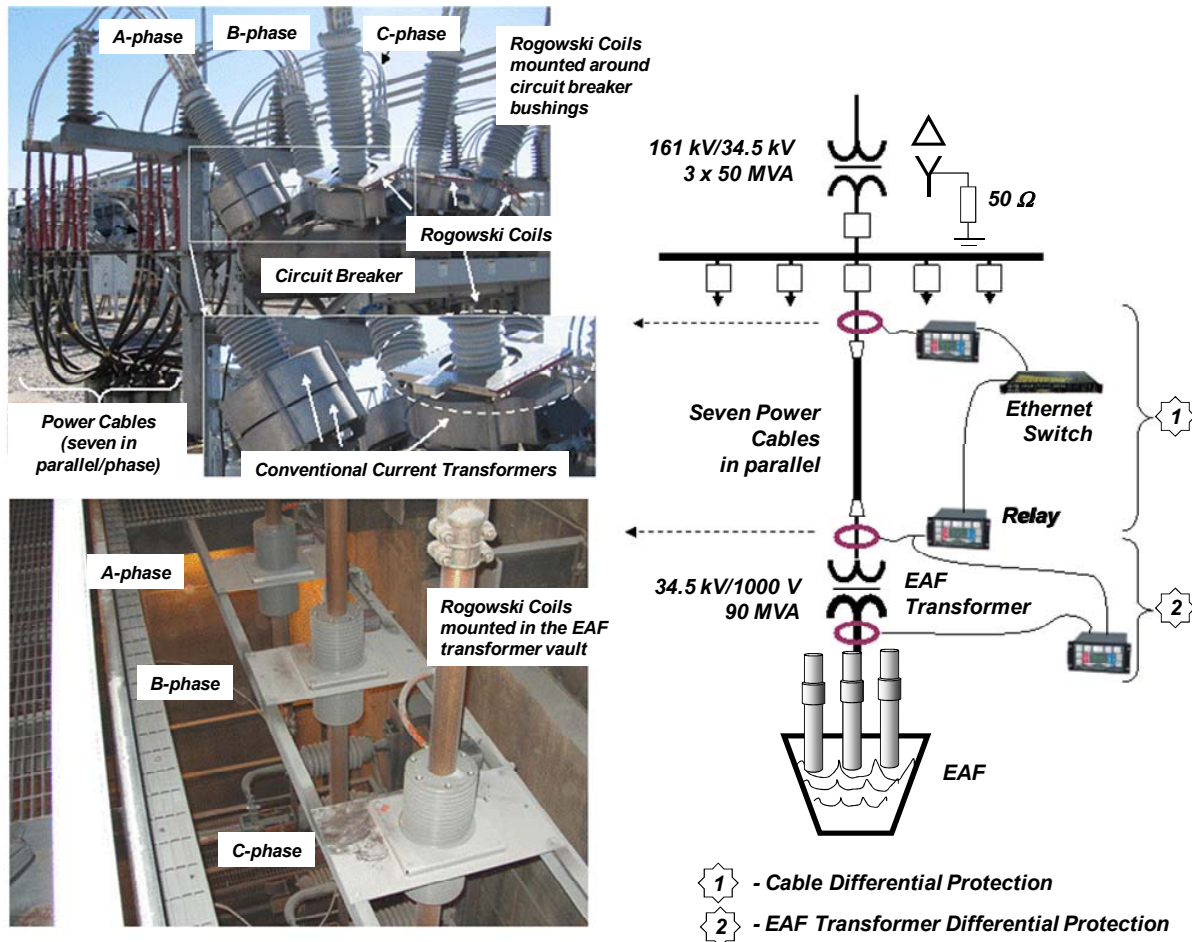 A-phase
B-phase
C-phase
Rogowski Coils
mounted around
circuit breaker
bushings
Rogowski Coils
Circuit Breaker
Power Cables
(seven in
parallel/phase)
Conventional Current Transformers
A-phase
B-phase
C-phase
Rogowski Coils
mounted in the EAF
transformer vault
161 kV/34.5 kV
3 x 50 MVA
50 Ω
Seven Power
Cables
in parallel
Ethernet
Switch
1
Relay
34.5 kV/1000 V
90 MVA
EAF
Transformer
2
EAF
1 - Cable Differential Protection
2 - EAF Transformer Differential Protection